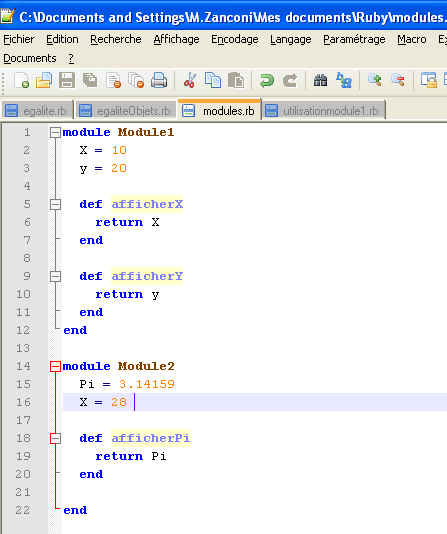 C:\Documents and Settings\M.Zanconi\Mes documents\Ruby\modules.
Fichier Edition Recherche Affichage Encodage Langage Paramétrage Macro
Documents ?
egalite.rb egaliteObjets.rb modules.rb utilisationmodule1.rb
1 module Module1
2 X = 10
3 y = 20
4
5 def afficherX
6 return X
7 end
8
9 def afficherY
10 return y
11 end
12 end
13
14 module Module2
15 Pi = 3.14159
16 X = 28
17
18 def afficherPi
19 return Pi
20 end
21
22 end